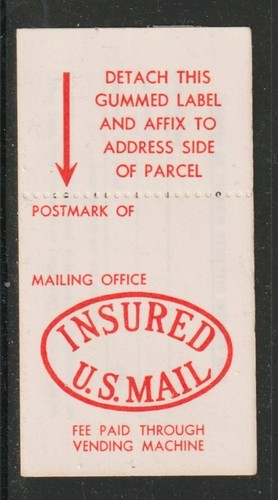 DETACH THIS
GUMMED LABEL
AND AFFIX TO
ADDRESS SIDE
OF PARCEL
POSTMARK OF
MAILING OFFICE
INSURED
U.S. MAIL
FEE PAID THROUGH
VENDING MACHINE